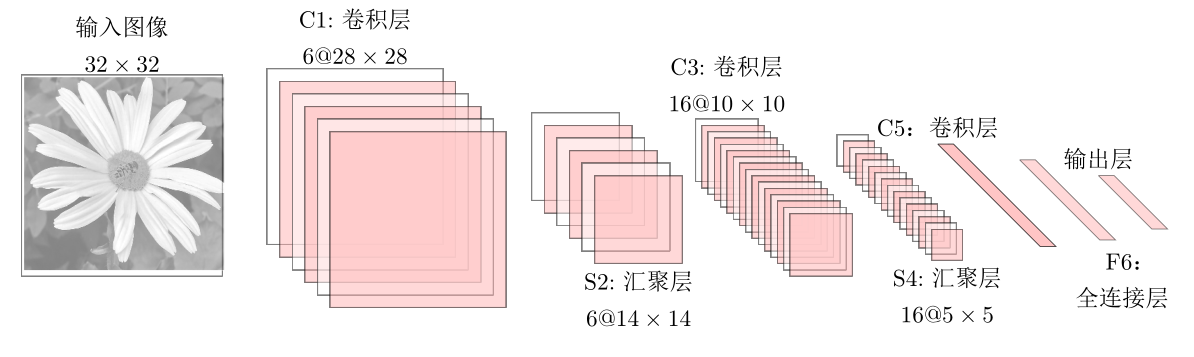 输入图像
32 × 32
C1: 卷积层
6@28 × 28
S2: 汇聚层
6@14 × 14
C3: 卷积层
16@10 × 10
S4: 汇聚层
16@5 × 5
C5：卷积层
F6：
全连接层
输出层